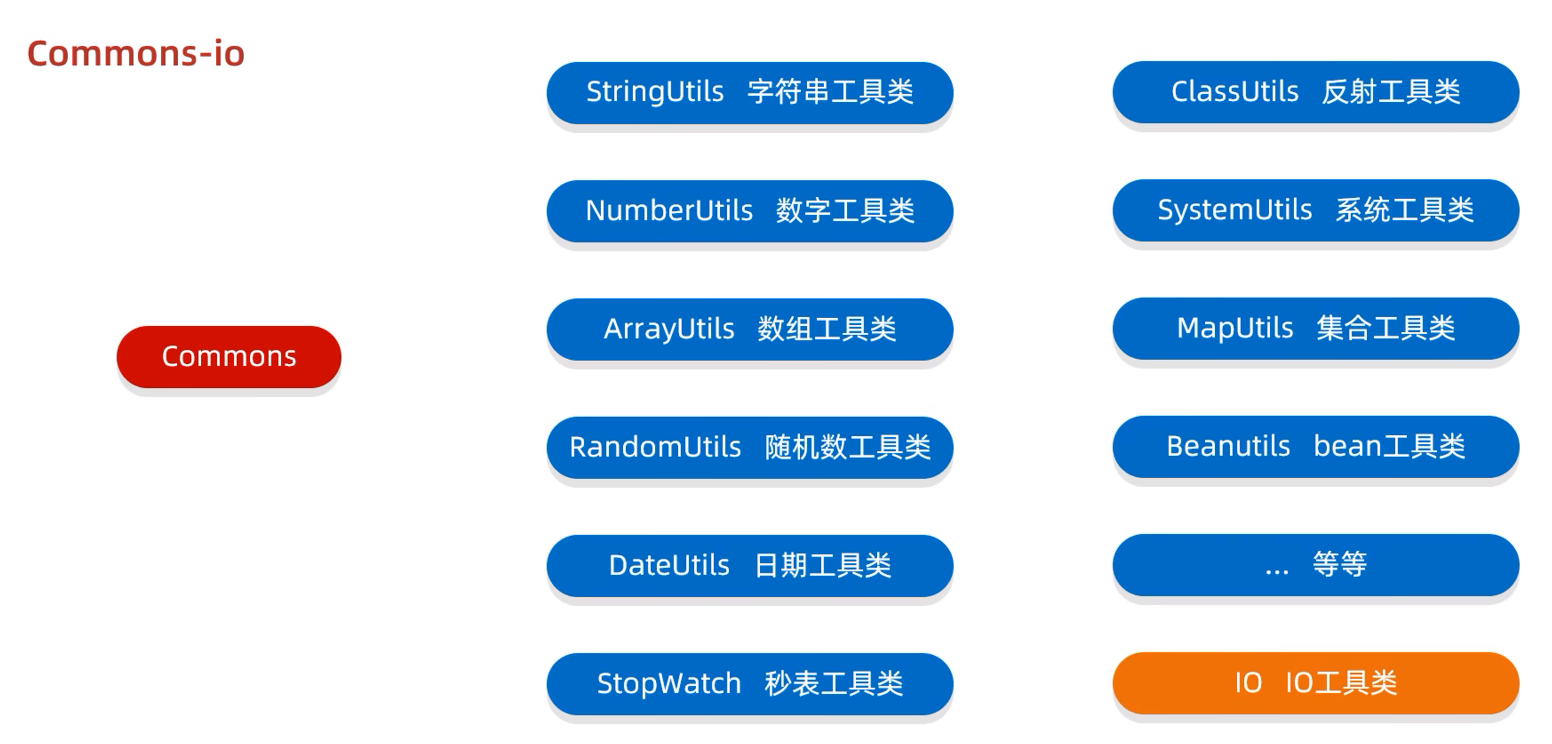 Commons-io
Commons
StringUtils 字符串工具类
NumberUtils 数字工具类
ArrayUtils 数组工具类
RandomUtils 随机数工具类
DateUtils 日期工具类
StopWatch 秒表工具类
ClassUtils 反射工具类
SystemUtils 系统工具类
MapUtils 集合工具类
Beanutils bean工具类
... 等等
IO IO工具类